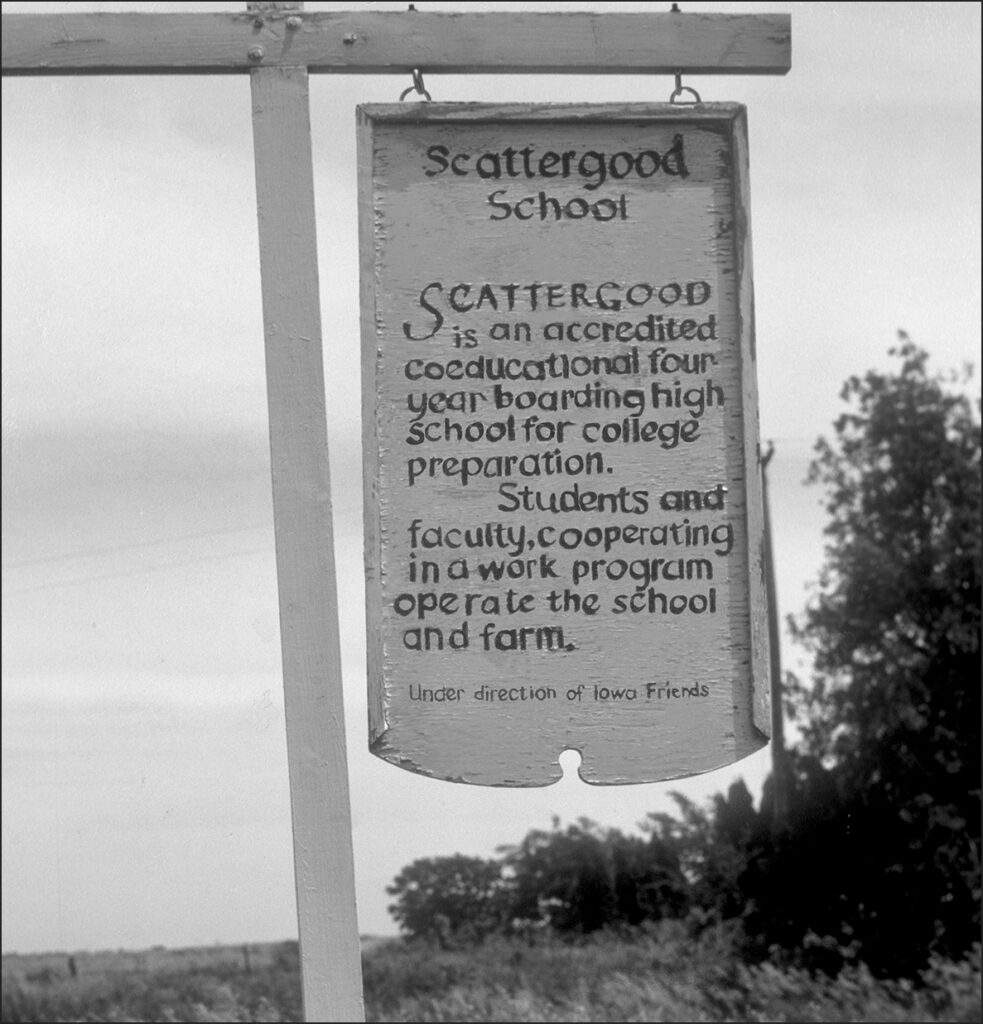 Scattergood
School
SCATTERGOOD
is an accredited
coeducational four
year boarding high
school for college
preparation.
Students and
faculty, cooperating
in a work program
operate the school
and farm.
Under direction of Iowa Friends